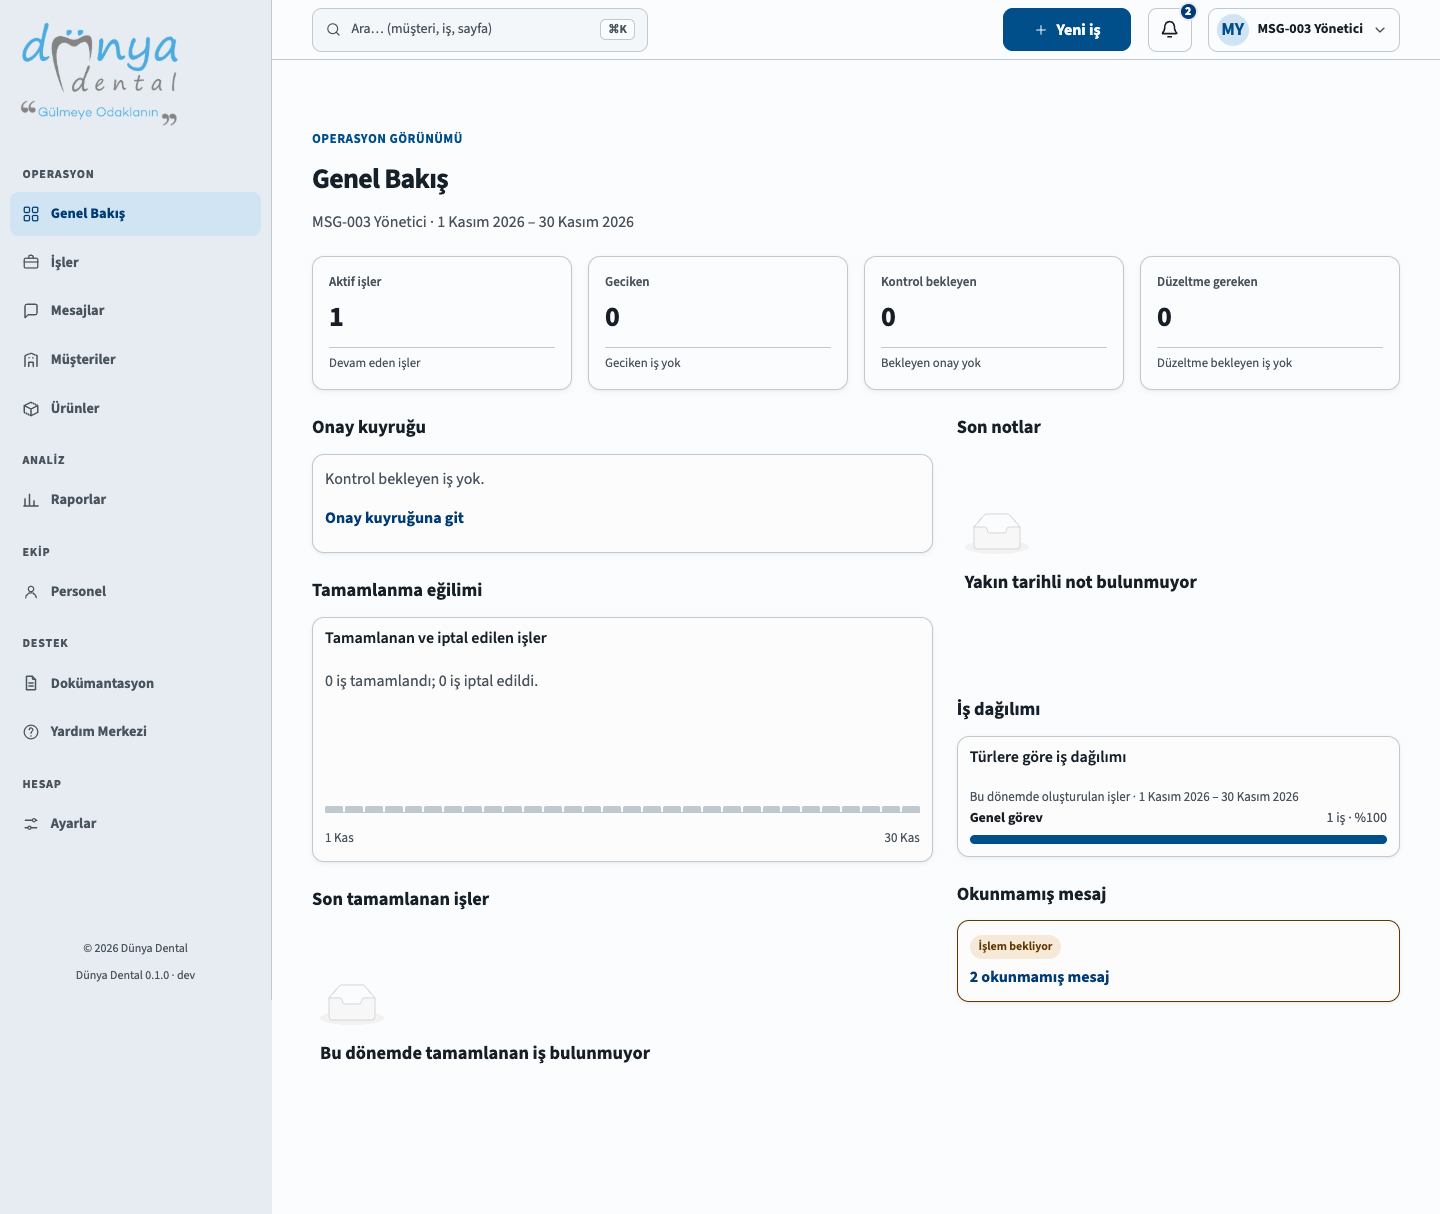 dünya
dental
“Gülmeye Odaklanın”
OPERASYON
Genel Bakış
İşler
Mesajlar
Müşteriler
Ürünler
ANALİZ
Raporlar
EKİP
Personel
DESTEK
Dokümantasyon
Yardım Merkezi
HESAP
Ayarlar
© 2026 Dünya Dental
Dünya Dental 0.1.0 · dev
Ara… (müşteri, iş, sayfa)
⌘K
+ Yeni iş
2
MY
MSG-003 Yönetici
OPERASYON GÖRÜNÜMÜ
Genel Bakış
MSG-003 Yönetici · 1 Kasım 2026 – 30 Kasım 2026
Aktif işler
1
Devam eden işler
Geciken
0
Geciken iş yok
Kontrol bekleyen
0
Bekleyen onay yok
Düzeltme gereken
0
Düzeltme bekleyen iş yok
Onay kuyruğu
Kontrol bekleyen iş yok.
Onay kuyruğuna git
Tamamlanma eğilimi
Tamamlanan ve iptal edilen işler
0 iş tamamlandı; 0 iş iptal edildi.
1 Kas
30 Kas
Son tamamlanan işler
Bu dönemde tamamlanan iş bulunmuyor
Son notlar
Yakın tarihli not bulunmuyor
İş dağılımı
Türlere göre iş dağılımı
Bu dönemde oluşturulan işler · 1 Kasım 2026 – 30 Kasım 2026
Genel görev
1 iş · %100
Okunmamış mesaj
İşlem bekliyor
2 okunmamış mesaj